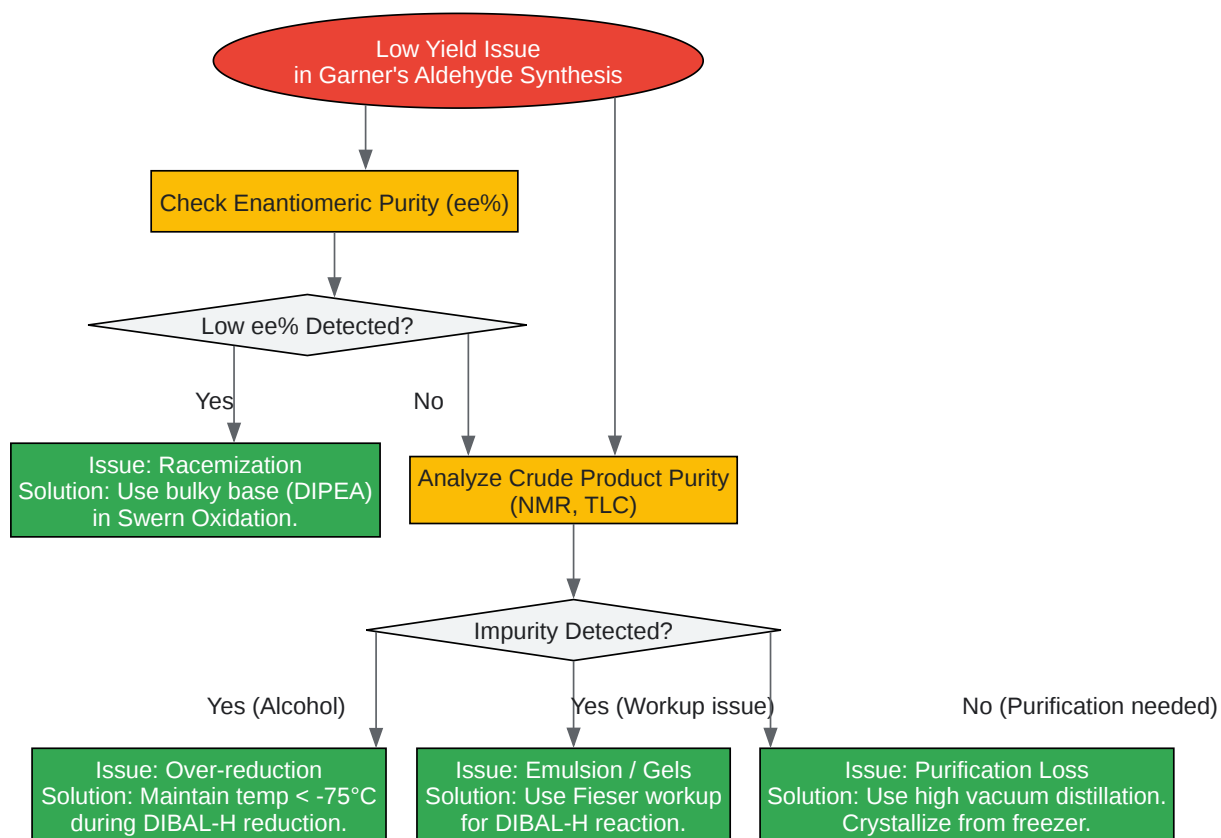 Low Yield Issue
in Garner's Aldehyde Synthesis
Check Enantiomeric Purity (ee%)
Low ee% Detected?
Yes
No
Issue: Racemization
Solution: Use bulky base (DIPEA)
in Swern Oxidation.
Analyze Crude Product Purity
(NMR, TLC)
Impurity Detected?
Yes (Alcohol)
Yes (Workup issue)
No (Purification needed)
Issue: Over-reduction
Solution: Maintain temp < -75°C
during DIBAL-H reduction.
Issue: Emulsion / Gels
Solution: Use Fieser workup
for DIBAL-H reaction.
Issue: Purification Loss
Solution: Use high vacuum distillation.
Crystallize from freezer.